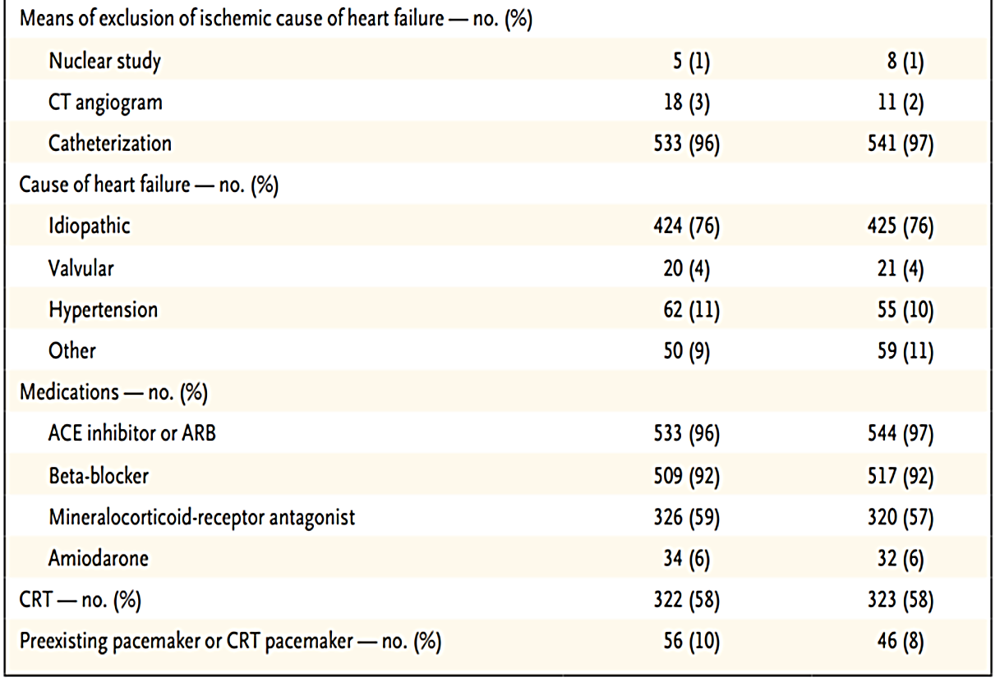 Means of exclusion of ischemic cause of heart failure — no. (%)
Nuclear study 5 (1) 8 (1)
CT angiogram 18 (3) 11 (2)
Catheterization 533 (96) 541 (97)
Cause of heart failure — no. (%)
Idiopathic 424 (76) 425 (76)
Valvular 20 (4) 21 (4)
Hypertension 62 (11) 55 (10)
Other 50 (9) 59 (11)
Medications — no. (%)
ACE inhibitor or ARB 533 (96) 544 (97)
Beta-blocker 509 (92) 517 (92)
Mineralocorticoid-receptor antagonist 326 (59) 320 (57)
Amiodarone 34 (6) 32 (6)
CRT — no. (%) 322 (58) 323 (58)
Preexisting pacemaker or CRT pacemaker — no. (%) 56 (10) 46 (8)